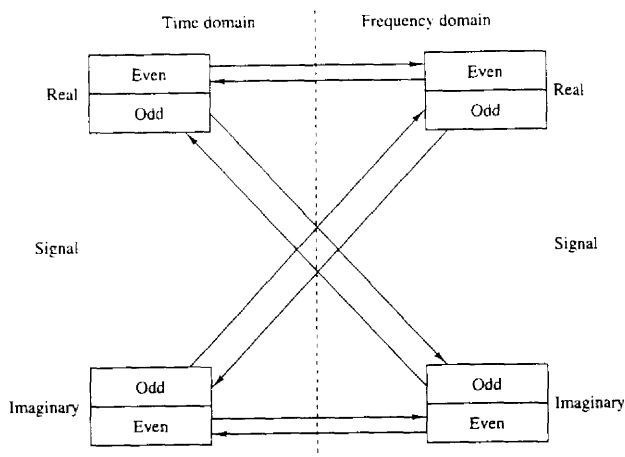 Time domain
Frequency domain
Real
Even
Odd
Even
Odd
Real
Signal
Signal
Imaginary
Odd
Even
Odd
Even
Imaginary